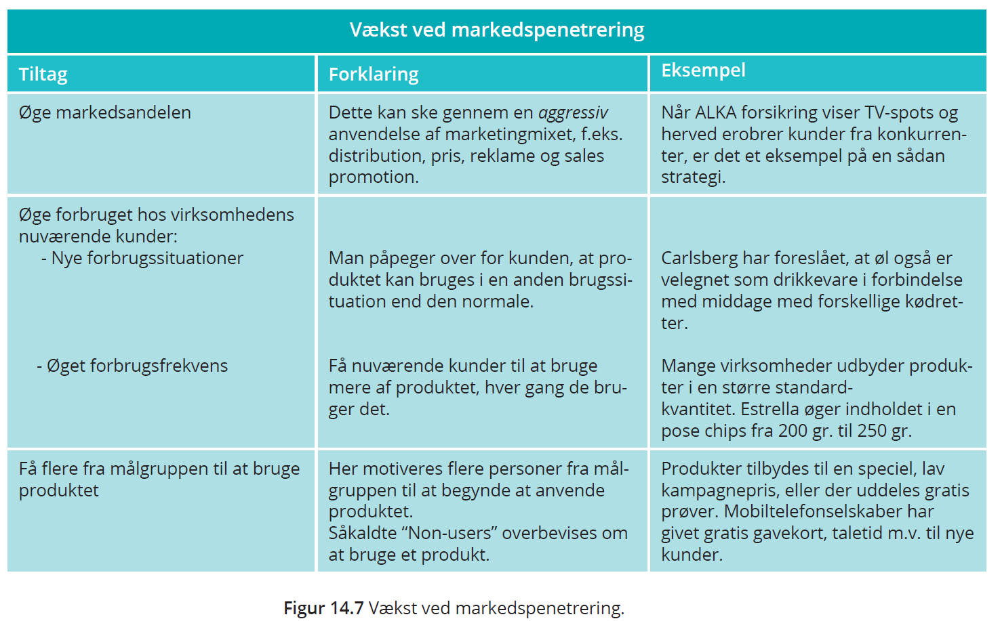 Vækst ved markedspenetrering
Tiltag
Forklaring
Eksempel
Øge markedsandelen
Dette kan ske gennem en aggressiv
anvendelse af marketingmixet, f.eks.
distribution, pris, reklame og sales
promotion.
Når ALKA forsikring viser TV-spots og
herved erobrer kunder fra konkurren-
ter, er det et eksempel på en sådan
strategi.
Øge forbruget hos virksomhedens
nuværende kunder:
- Nye forbrugssituationer
Man påpeger over for kunden, at pro-
duktet kan bruges i en anden brugssi-
tuation end den normale.
Carlsberg har foreslået, at øl også er
velegnet som drikkevare i forbindelse
med middage med forskellige kødret-
ter.
- Øget forbrugsfrekvens
Få nuværende kunder til at bruge
mere af produktet, hver gang de bru-
ger det.
Mange virksomheder udbyder produk-
ter i en større standard-
kvantitet. Estrella øger indholdet i en
pose chips fra 200 gr. til 250 gr.
Få flere fra målgruppen til at bruge
produktet
Her motiveres flere personer fra mål-
gruppen til at begynde at anvende
produktet.
Såkaldte “Non-users” overbevises om
at bruge et produkt.
Produkter tilbydes til en speciel, lav
kampagnepris, eller der uddeles gratis
prøver. Mobiltelefonselskaber har
givet gratis gavekort, taletid m.v. til nye
kunder.
Figur 14.7 Vækst ved markedspenetrering.